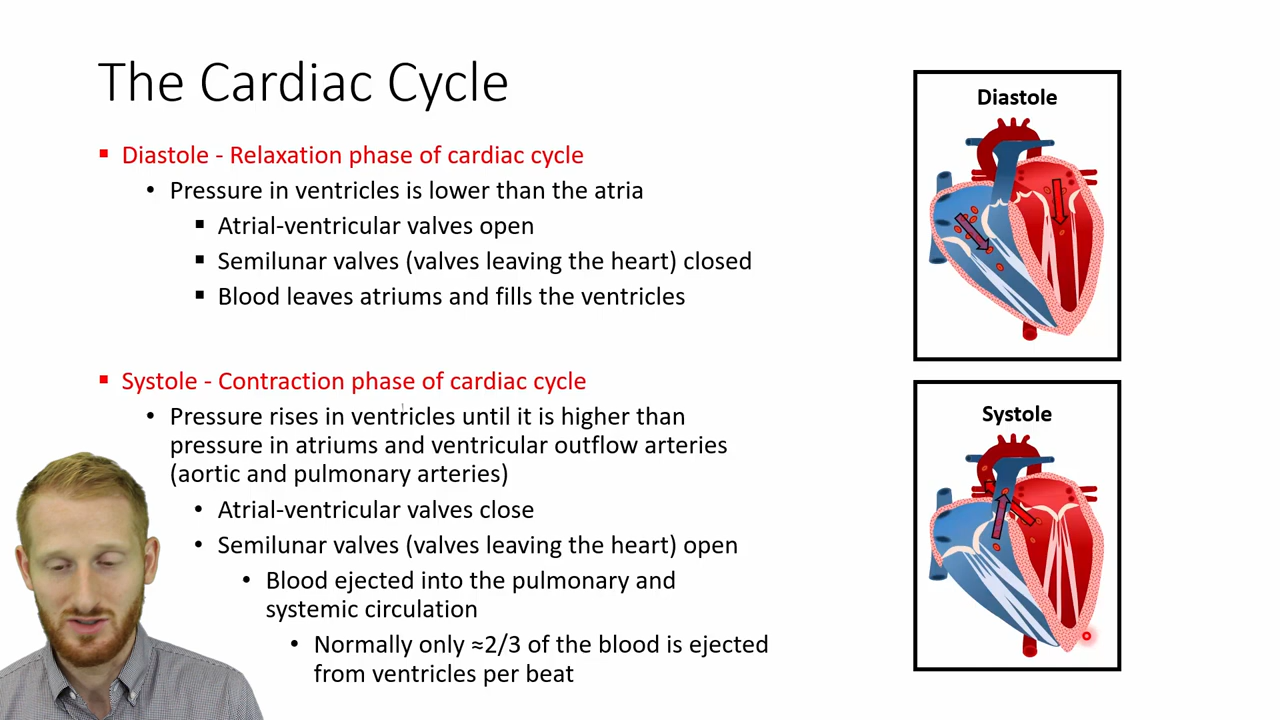 The Cardiac Cycle
Diastole - Relaxation phase of cardiac cycle
Pressure in ventricles is lower than the atria
Atrial-ventricular valves open
Semilunar valves (valves leaving the heart) closed
Blood leaves atriums and fills the ventricles
Systole - Contraction phase of cardiac cycle
Pressure rises in ventricles until it is higher than
pressure in atriums and ventricular outflow arteries
(aortic and pulmonary arteries)
Atrial-ventricular valves close
Semilunar valves (valves leaving the heart) open
Blood ejected into the pulmonary and
systemic circulation
Normally only ≈2/3 of the blood is ejected
from ventricles per beat
Diastole
Systole